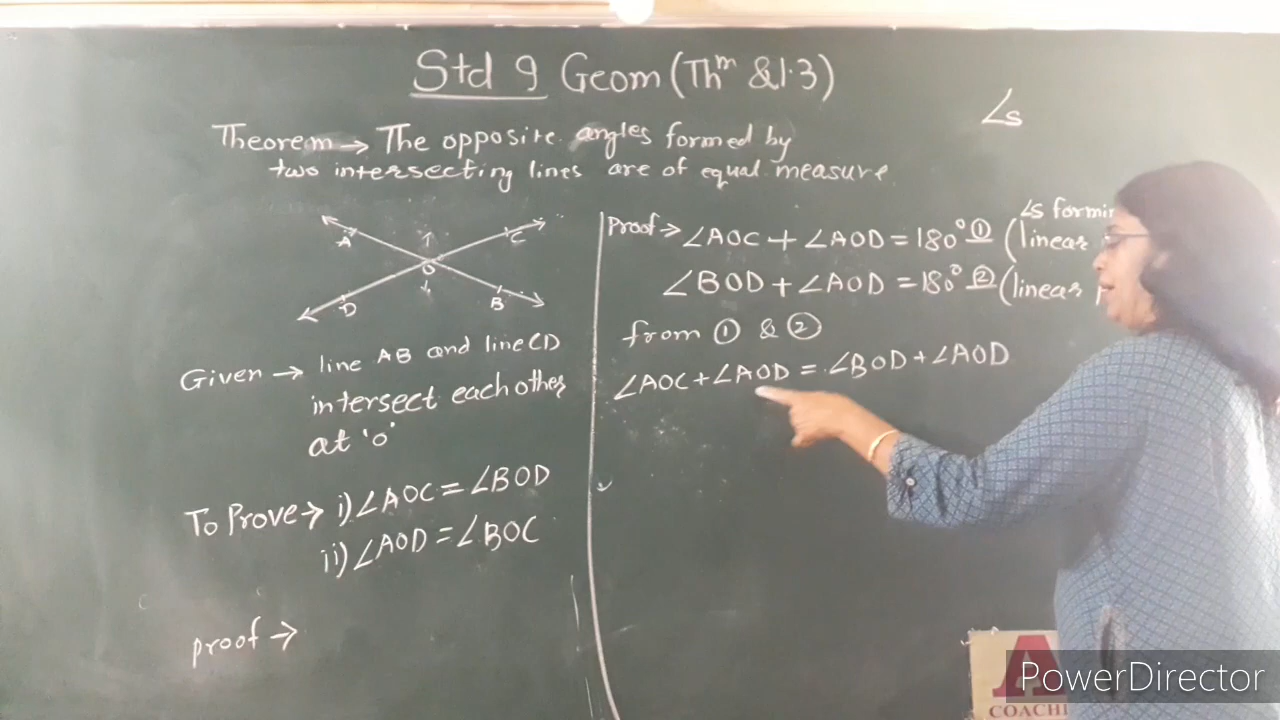 Std 9 Geom (Thm & 1.3)
∠s
Theorem → The opposite angles formed by
two intersecting lines are of equal measure.
A
C
O
D
B
Given → line AB and line CD
intersect each other
at 'O'
To Prove → i) ∠AOC = ∠BOD
ii) ∠AOD = ∠BOC
proof →
∠s
Proof → ∠AOC + ∠AOD = 180° ① (linear
∠BOD + ∠AOD = 180° ② (linear
from ① & ②
∠AOC + ∠AOD = ∠BOD + ∠AOD
A
PowerDirector